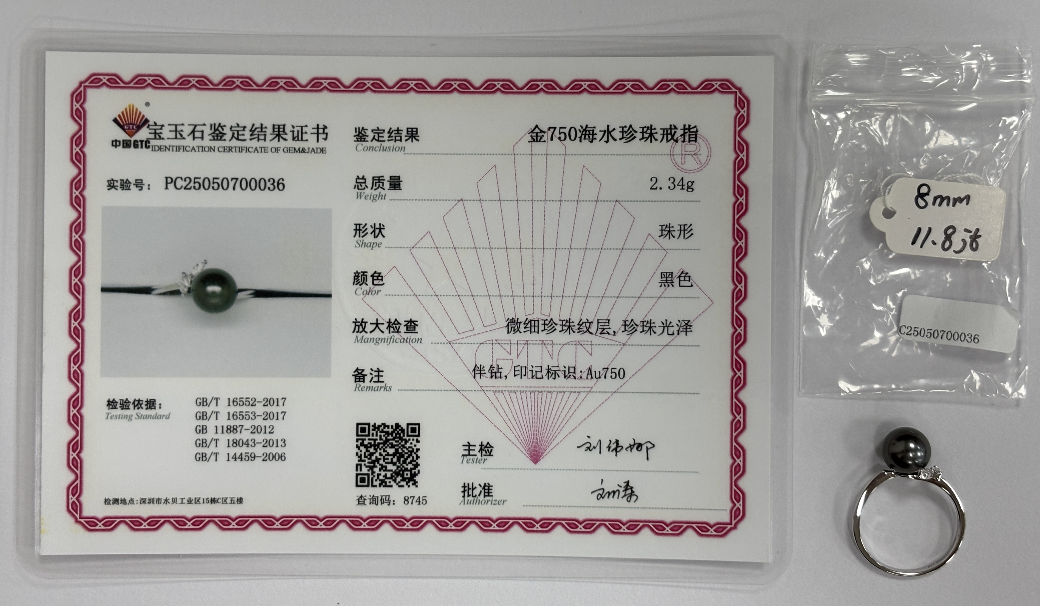 宝玉石鉴定结果证书
IDENTIFICATION CERTIFICATE OF GEM&JADE
GTC
中国GTC
实验号: PC25050700036
检验依据:
Testing Standard
GB/T 16552-2017
GB/T 16553-2017
GB 11887-2012
GB/T 18043-2013
GB/T 14459-2006
检测地点:深圳市水贝工业区15栋C区五楼
鉴定结果 金750海水珍珠戒指
Conclusion
®
总质量 2.34g
Weight
形状 珠形
Shape
颜色 黑色
Color
放大检查 微细珍珠纹层,珍珠光泽
Mangnification
GTC
备注 伴钻,印记标识:Au750
Remarks
查询码: 8745
主检
Tester
批准
Authorizer
8mm
C25050700036